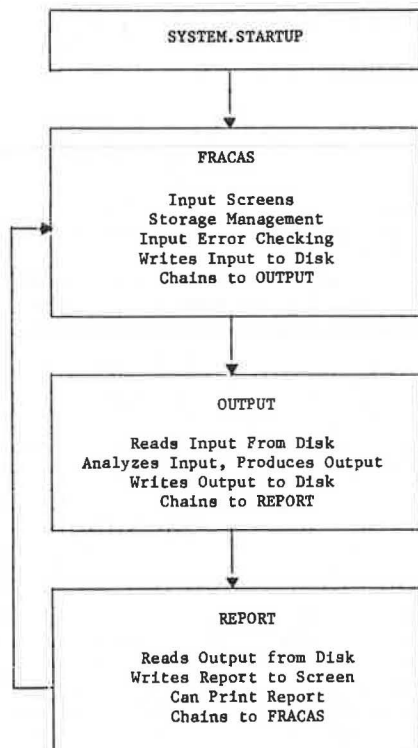 SYSTEM.STARTUP
FRACAS
Input Screens
Storage Management
Input Error Checking
Writes Input to Disk
Chains to OUTPUT
OUTPUT
Reads Input From Disk
Analyzes Input, Produces Output
Writes Output to Disk
Chains to REPORT
REPORT
Reads Output from Disk
Writes Report to Screen
Can Print Report
Chains to FRACAS